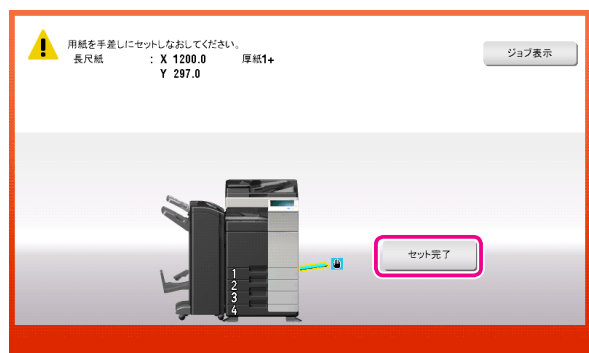 用紙を手差しにセットしなおしてください。
長尺紙 : X 1200.0 厚紙1+
Y 297.0
ジョブ表示
セット完了
1
2
3
4